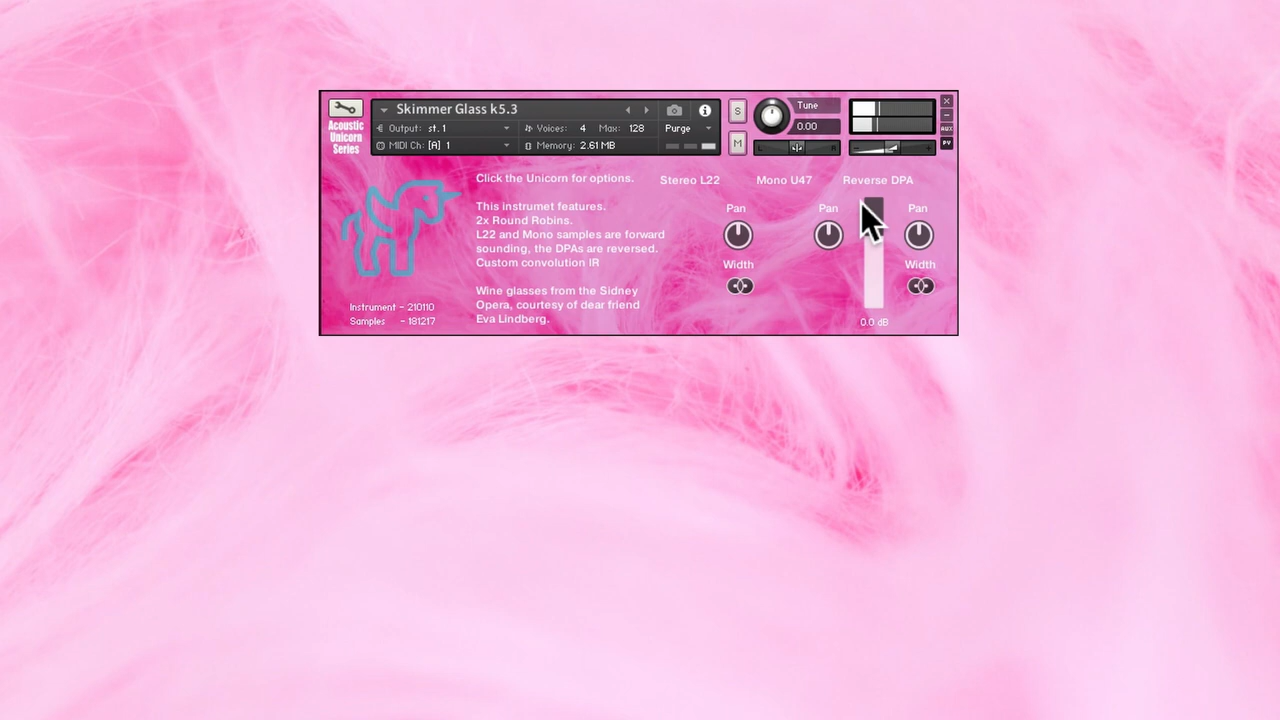 Skimmer Glass k5.3
Output: st.1
Voices: 4 Max: 128
Purge
MIDI Ch: [A] 1
Memory: 2.61 MB
S
M
Tune
0.00
L R
- +
AUX
PV
Acoustic
Unicorn
Series
Click the Unicorn for options.
This instrumet features.
2x Round Robins.
L22 and Mono samples are forward
sounding, the DPAs are reversed.
Custom convolution IR
Wine glasses from the Sidney
Opera, courtesy of dear friend
Eva Lindberg.
Instrument - 210110
Samples - 181217
Stereo L22
Mono U47
Reverse DPA
Pan
Pan
Pan
Width
Width
0.0 dB